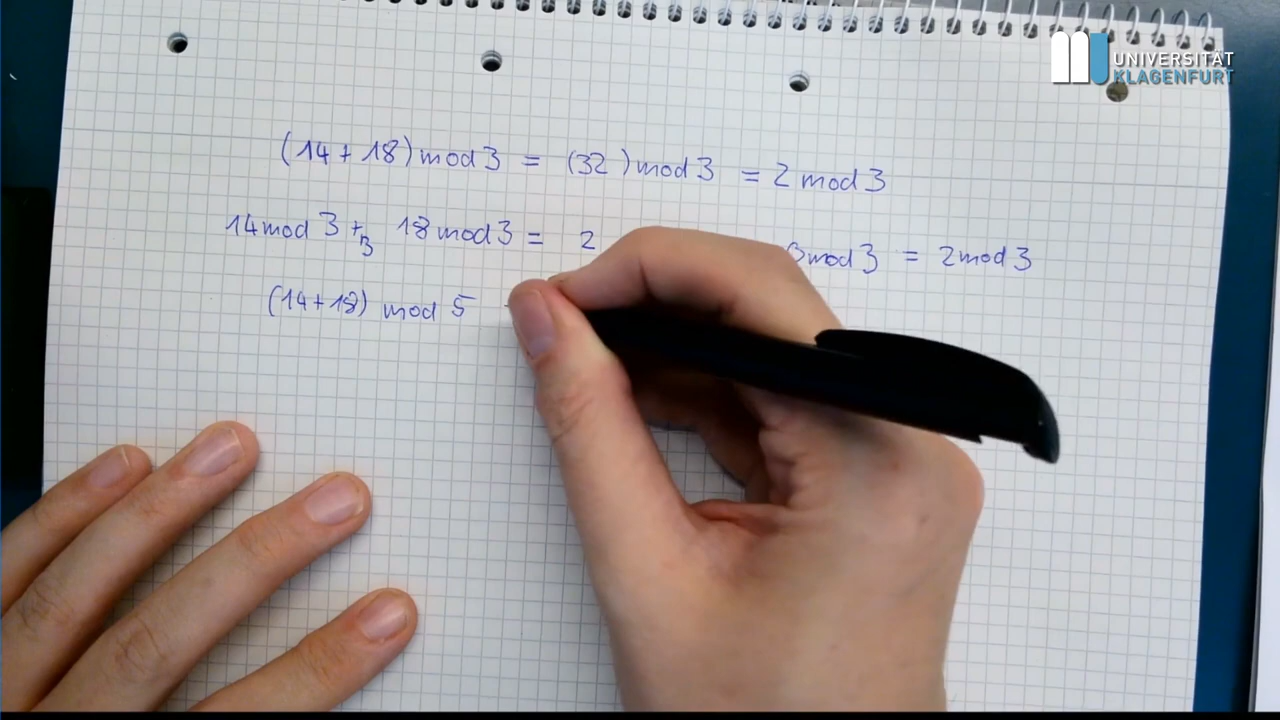 UNIVERSITÄT
KLAGENFURT
(14 + 18) mod 3 = (32) mod 3 = 2 mod 3
14 mod 3 +₃ 18 mod 3 = 2 mod 3 = 2 mod 3
(14+18) mod 5